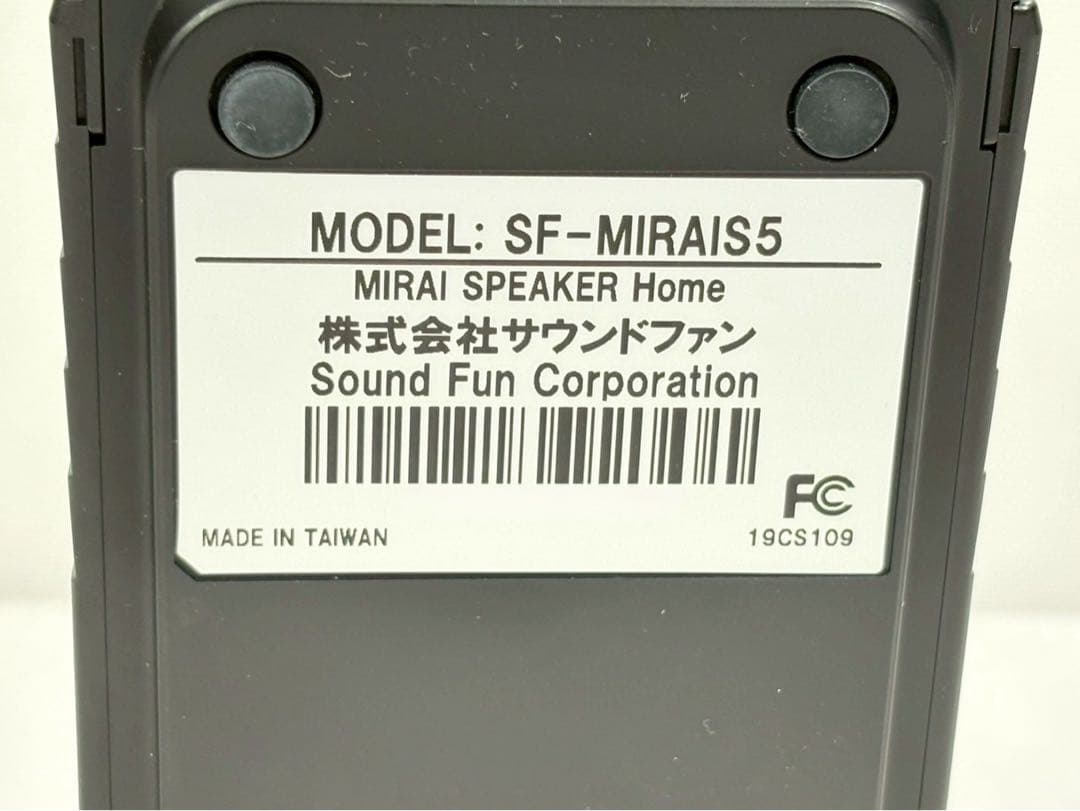 MODEL: SF-MIRAIS5
MIRAI SPEAKER Home
株式会社サウンドファン
Sound Fun Corporation
FC
MADE IN TAIWAN
19CS109